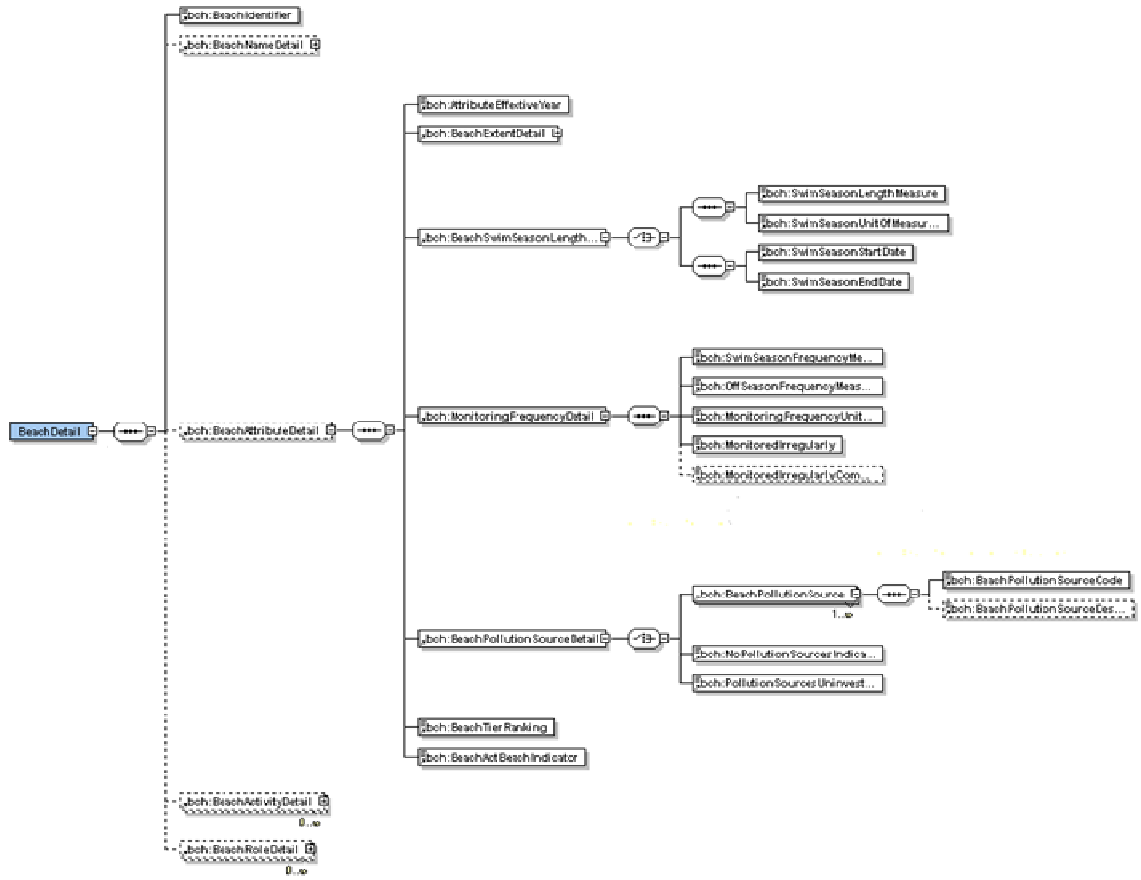 bch:BeachIdentifier
bch:BeachNameDetail
bch:AttributeEffectiveYear
bch:BeachExtentDetail
bch:SwimSeasonLengthMeasure
bch:SwimSeasonUnitOfMeasur...
bch:BeachSwimSeasonLength...
bch:SwimSeasonStartDate
bch:SwimSeasonEndDate
bch:SwimSeasonFrequencyMe...
bch:OffSeasonFrequencyMeas...
bch:MonitoringFrequencyDetail
bch:MonitoringFrequencyUnit...
BeachDetail
bch:BeachAttributeDetail
bch:MonitoredIrregularly
bch:MonitoredIrregularlyCom...
bch:BeachPollutionSourceCode
bch:BeachPollutionSource
1..∞
bch:BeachPollutionSourceDes...
bch:BeachPollutionSourceDetail
bch:NoPollutionSourcesIndica...
bch:PollutionSourcesUninvest...
bch:BeachTierRanking
bch:BeachActBeachIndicator
bch:BeachActivityDetail
0..∞
bch:BeachRoleDetail
0..∞